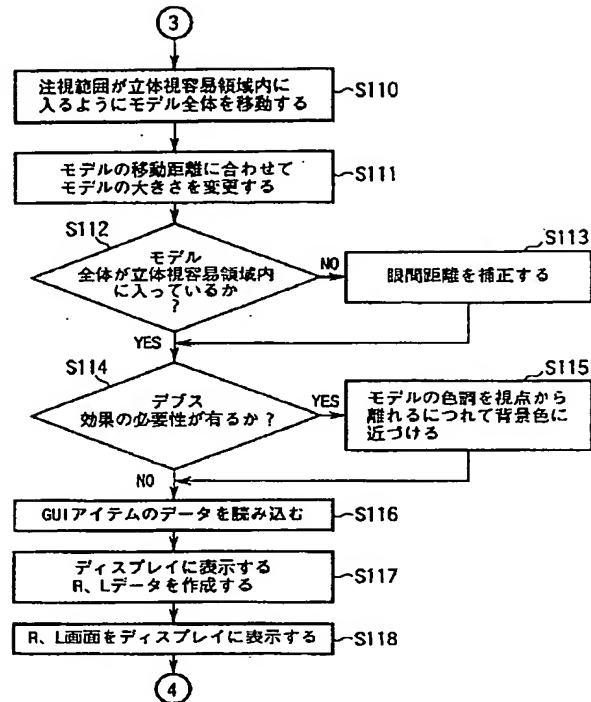 3
注視範囲が立体視容易領域内に
入るようにモデル全体を移動する
S110
モデルの移動距離に合わせて
モデルの大きさを変更する
S111
S112
モデル
全体が立体視容易領域内
に入っているか
?
NO
S113
眼間距離を補正する
YES
S114
デプス
効果の必要性が有るか?
YES
S115
モデルの色調を視点から
離れるにつれて背景色に
近づける
NO
GUIアイテムのデータを読み込む
S116
ディスプレイに表示する
R、Lデータを作成する
S117
R、L画面をディスプレイに表示する
S118
4